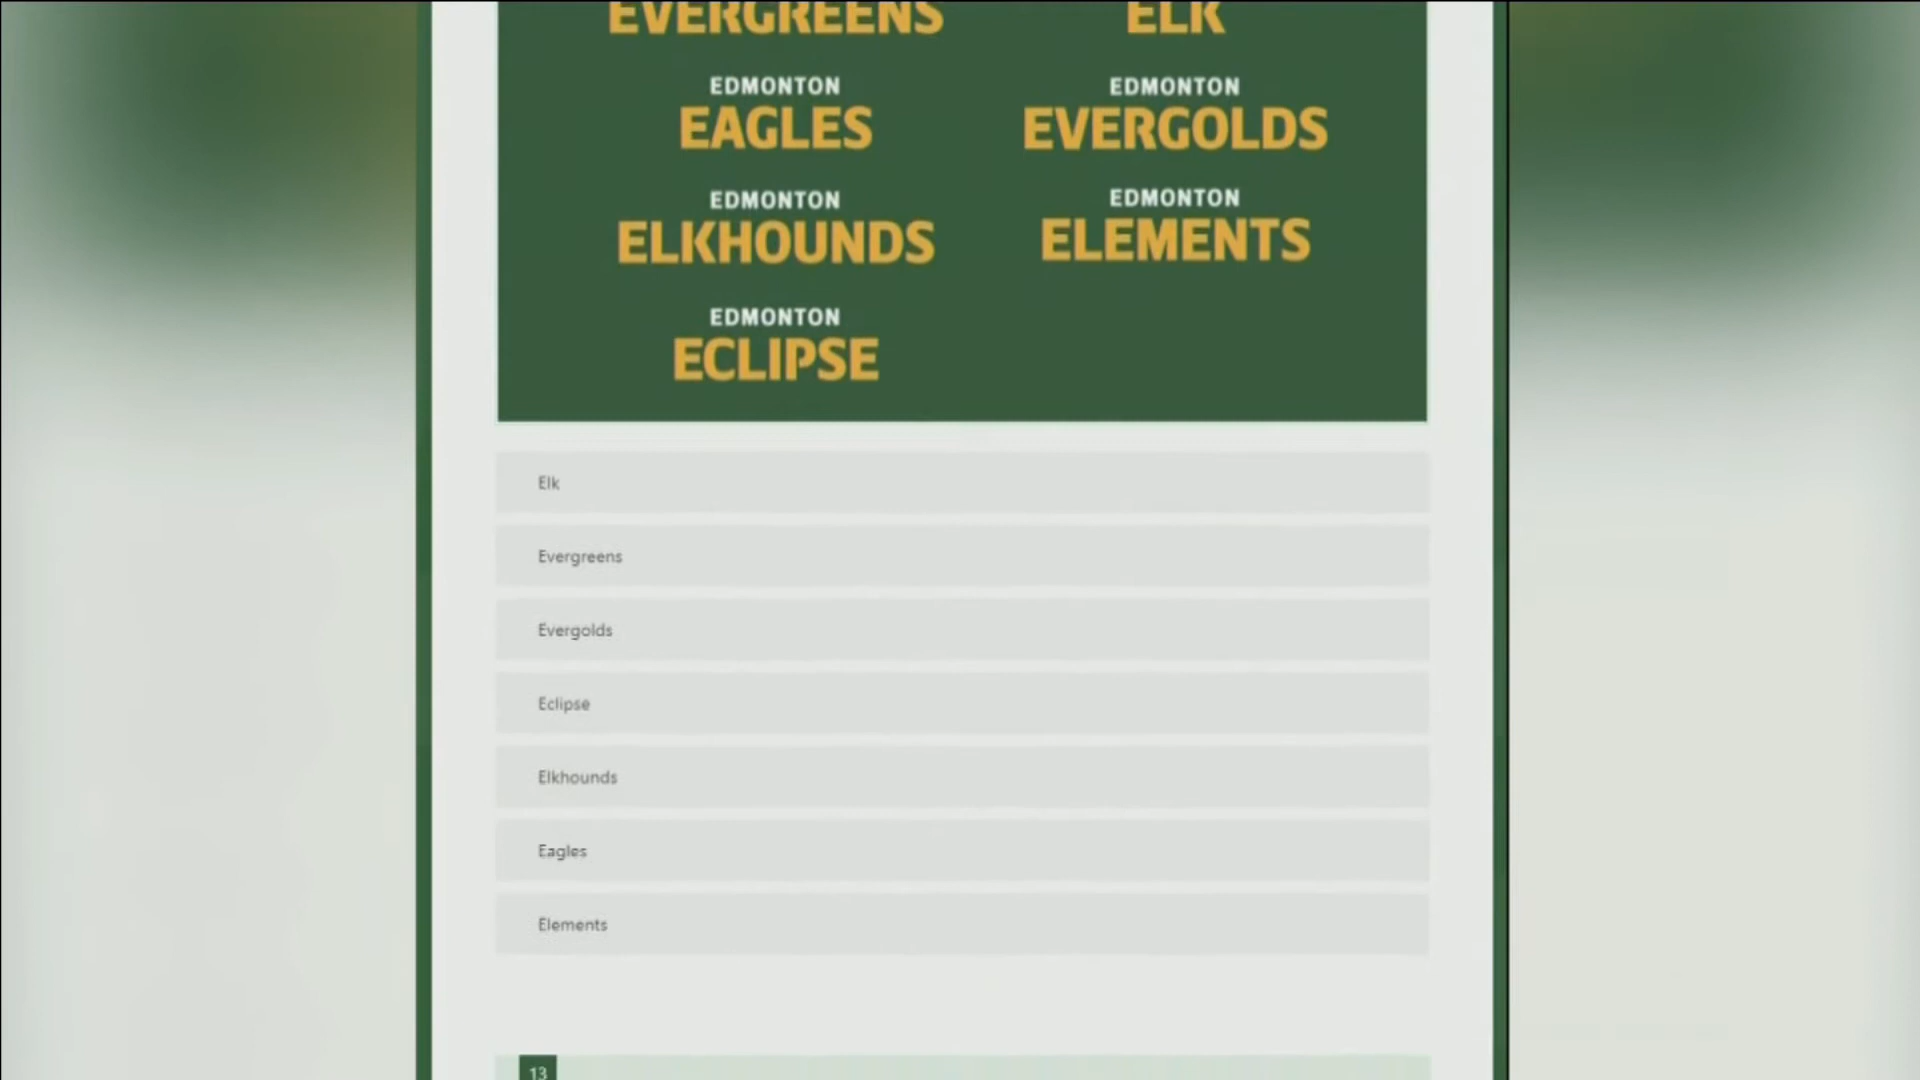 EVERGREENS ELK
EDMONTON EDMONTON
EAGLES EVERGOLDS
EDMONTON EDMONTON
ELKHOUNDS ELEMENTS
EDMONTON
ECLIPSE
Elk
Evergreens
Evergolds
Eclipse
Elkhounds
Eagles
Elements
13